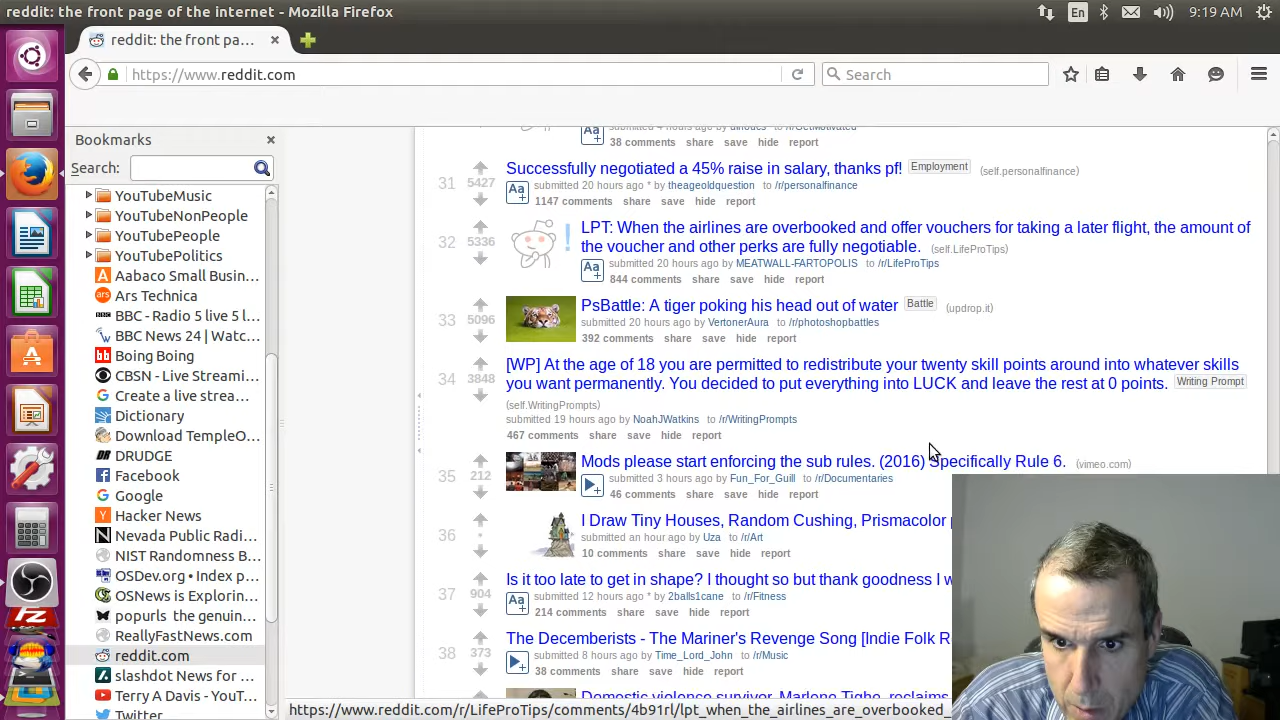 reddit: the front page of the internet - Mozilla Firefox
En
9:19 AM
reddit: the front pa...
https://www.reddit.com
Search
Bookmarks
Search:
YouTubeMusic
YouTubeNonPeople
YouTubePeople
YouTubePolitics
Aabaco Small Busin...
Ars Technica
BBC - Radio 5 live 5 l...
BBC News 24 | Watc...
Boing Boing
CBSN - Live Streami...
Create a live strea...
Dictionary
Download TempleO...
DRUDGE
Facebook
Google
Hacker News
Nevada Public Radi...
NIST Randomness B...
OSDev.org • Index p...
OSNews is Explorin...
popurls the genuin...
ReallyFastNews.com
reddit.com
slashdot News for ...
Terry A Davis - YouT...
Twitter
submitted 4 hours ago by
to /r/GetMotivated
38 comments share save hide report
31
5427
Successfully negotiated a 45% raise in salary, thanks pf! Employment (self.personalfinance)
submitted 20 hours ago * by theageoldquestion to /r/personalfinance
1147 comments share save hide report
32
5336
LPT: When the airlines are overbooked and offer vouchers for taking a later flight, the amount of
the voucher and other perks are fully negotiable. (self.LifeProTips)
submitted 20 hours ago by MEATWALL-FARTOPOLIS to /r/LifeProTips
844 comments share save hide report
33
5096
PsBattle: A tiger poking his head out of water Battle (updrop.it)
submitted 20 hours ago by VertonerAura to /r/photoshopbattles
392 comments share save hide report
34
3848
[WP] At the age of 18 you are permitted to redistribute your twenty skill points around into whatever skills
you want permanently. You decided to put everything into LUCK and leave the rest at 0 points. Writing Prompt
(self.WritingPrompts)
submitted 19 hours ago by NoahJWatkins to /r/WritingPrompts
467 comments share save hide report
35
212
Mods please start enforcing the sub rules. (2016) Specifically Rule 6. (vimeo.com)
submitted 3 hours ago by Fun_For_Guill to /r/Documentaries
46 comments share save hide report
36
•
I Draw Tiny Houses, Random Cushing, Prismacolor
submitted an hour ago by Uza to /r/Art
10 comments share save hide report
37
904
Is it too late to get in shape? I thought so but thank goodness I w
submitted 12 hours ago * by 2balls1cane to /r/Fitness
214 comments share save hide report
38
373
The Decemberists - The Mariner's Revenge Song [Indie Folk R
submitted 8 hours ago by Time_Lord_John to /r/Music
38 comments share save hide report
Domestic violence survivor, Marlene Tighe, reclaims
https://www.reddit.com/r/LifeProTips/comments/4b91rl/lpt_when_the_airlines_are_overbooked_